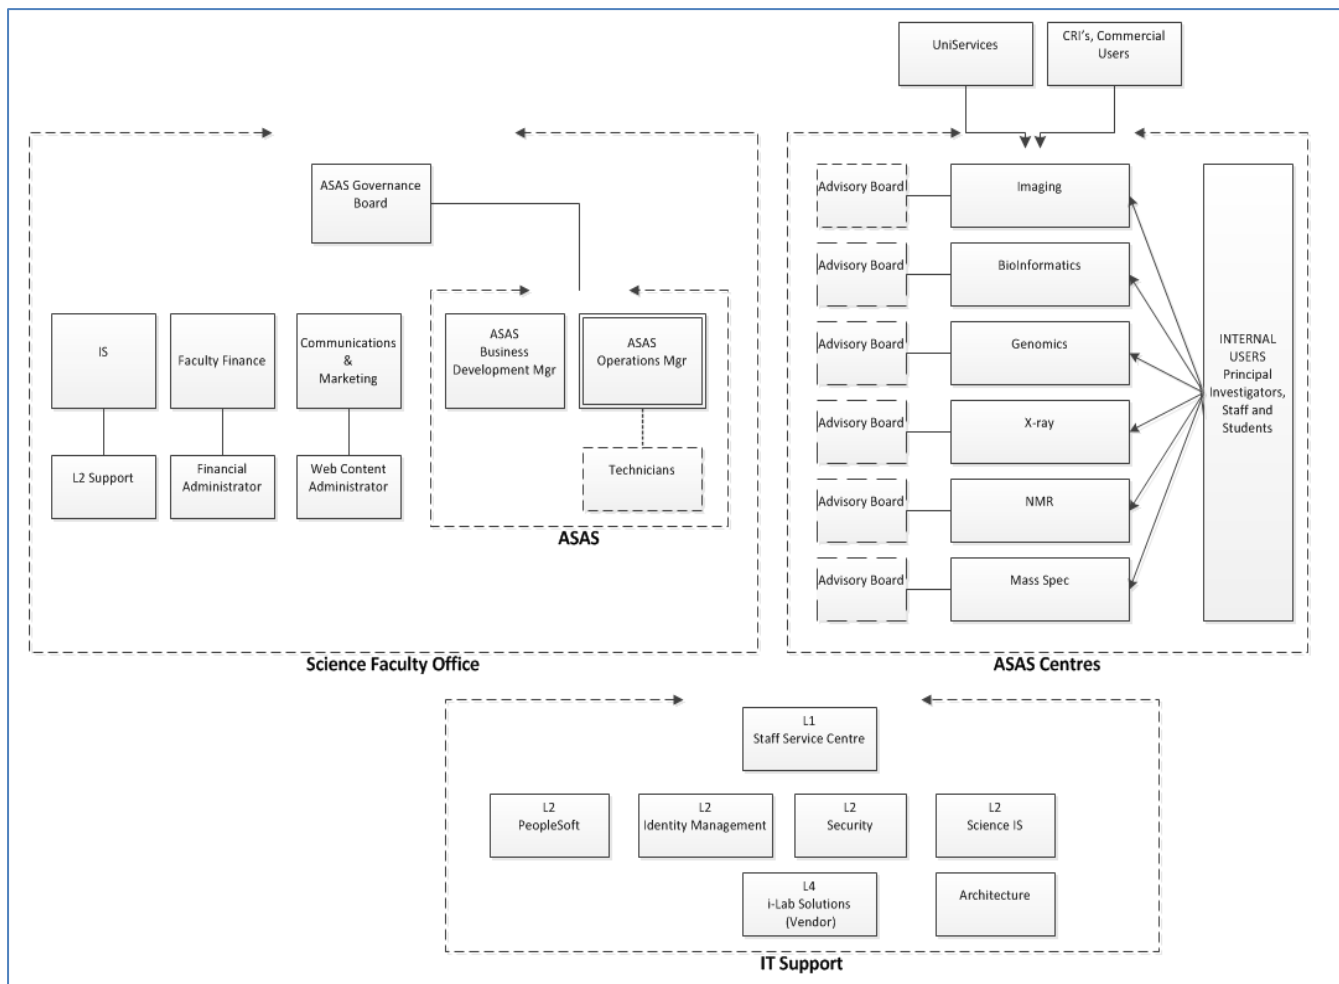 UniServices
CRI's, Commercial
Users
ASAS Governance
Board
IS
Faculty Finance
Communications
&
Marketing
ASAS
Business
Development Mgr
ASAS
Operations Mgr
L2 Support
Financial
Administrator
Web Content
Administrator
Technicians
ASAS
Science Faculty Office
Advisory Board
Imaging
Advisory Board
BioInformatics
Advisory Board
Genomics
Advisory Board
X-ray
Advisory Board
NMR
Advisory Board
Mass Spec
INTERNAL
USERS
Principal
Investigators,
Staff and
Students
ASAS Centres
L1
Staff Service Centre
L2
PeopleSoft
L2
Identity Management
L2
Security
L2
Science IS
L4
i-Lab Solutions
(Vendor)
Architecture
IT Support